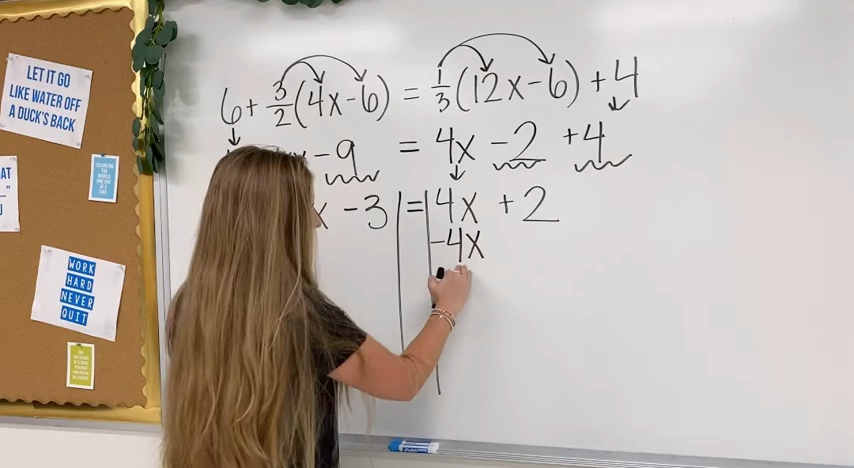 LET IT GO
LIKE WATER OFF
A DUCK'S BACK
WORK
HARD
NEVER
QUIT
6 + 3/2 (4x - 6) = 1/3 (12x - 6) + 4
- 9 = 4x - 2 + 4
x - 3 = 4x + 2
- 4x